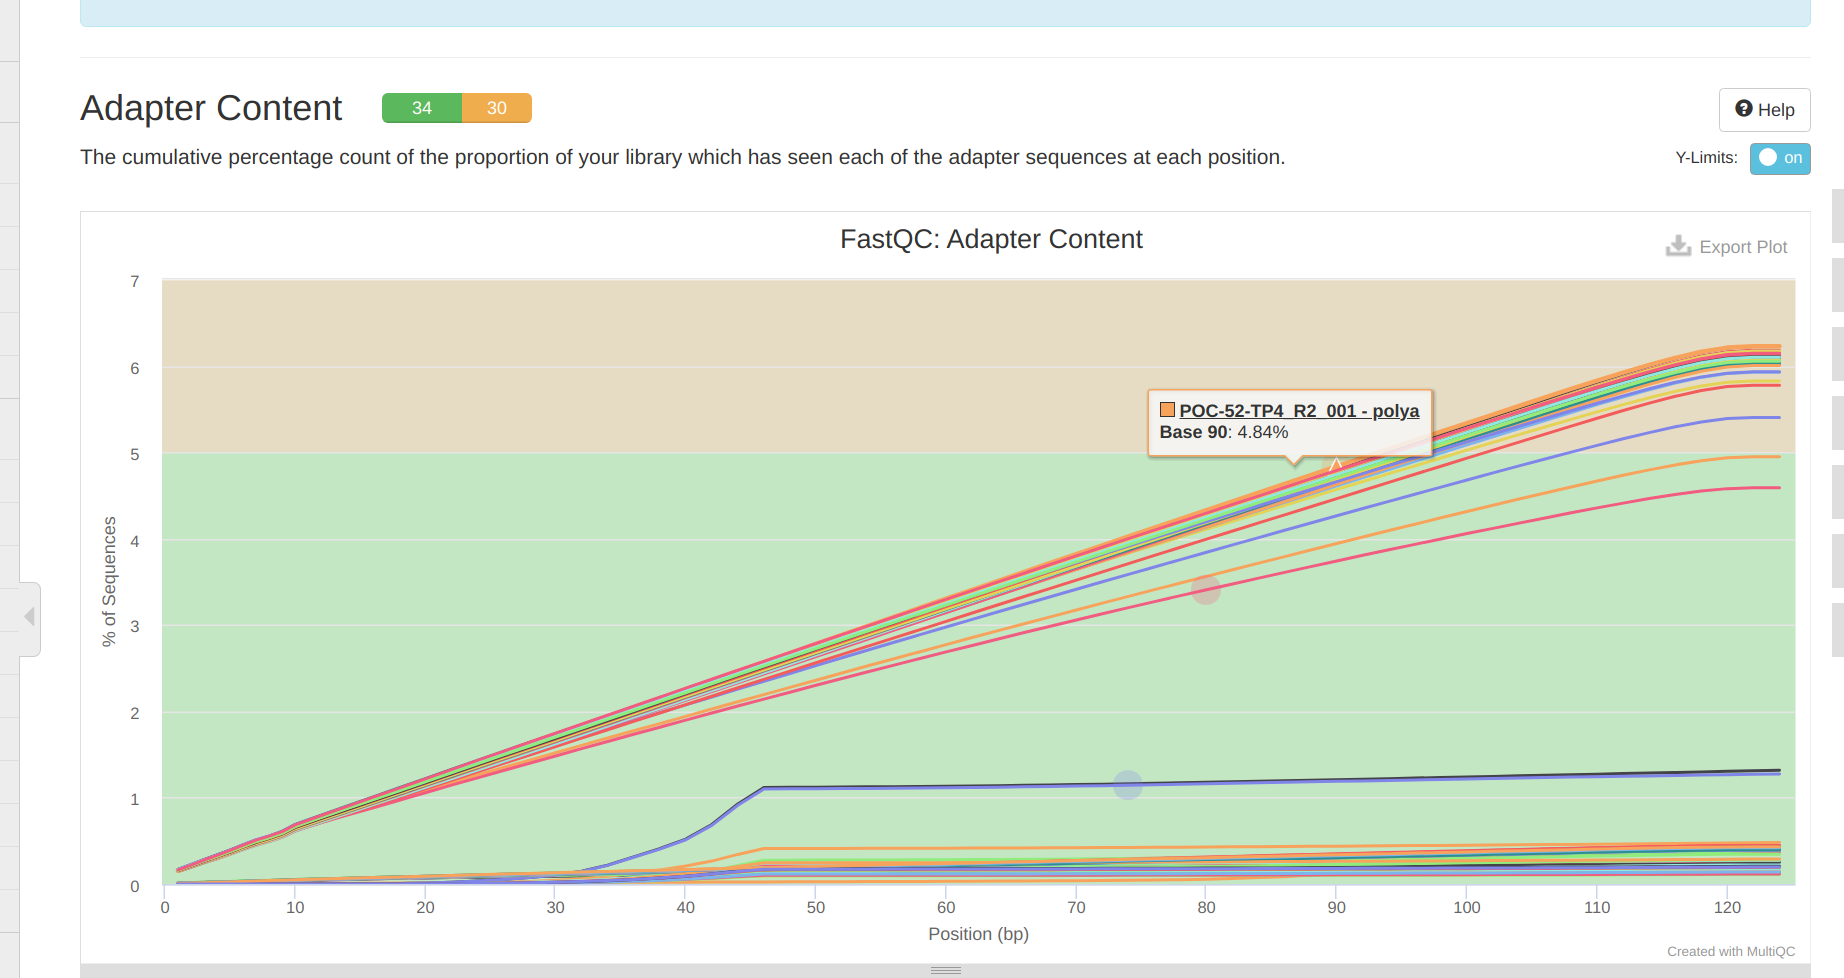 Adapter Content
34
30
Help
The cumulative percentage count of the proportion of your library which has seen each of the adapter sequences at each position.
Y-Limits:
on
FastQC: Adapter Content
Export Plot
7
6
5
4
3
2
1
0
% of Sequences
POC-52-TP4_R2_001 - polya
Base 90: 4.84%
0
10
20
30
40
50
60
70
80
90
100
110
120
Position (bp)
Created with MultiQC